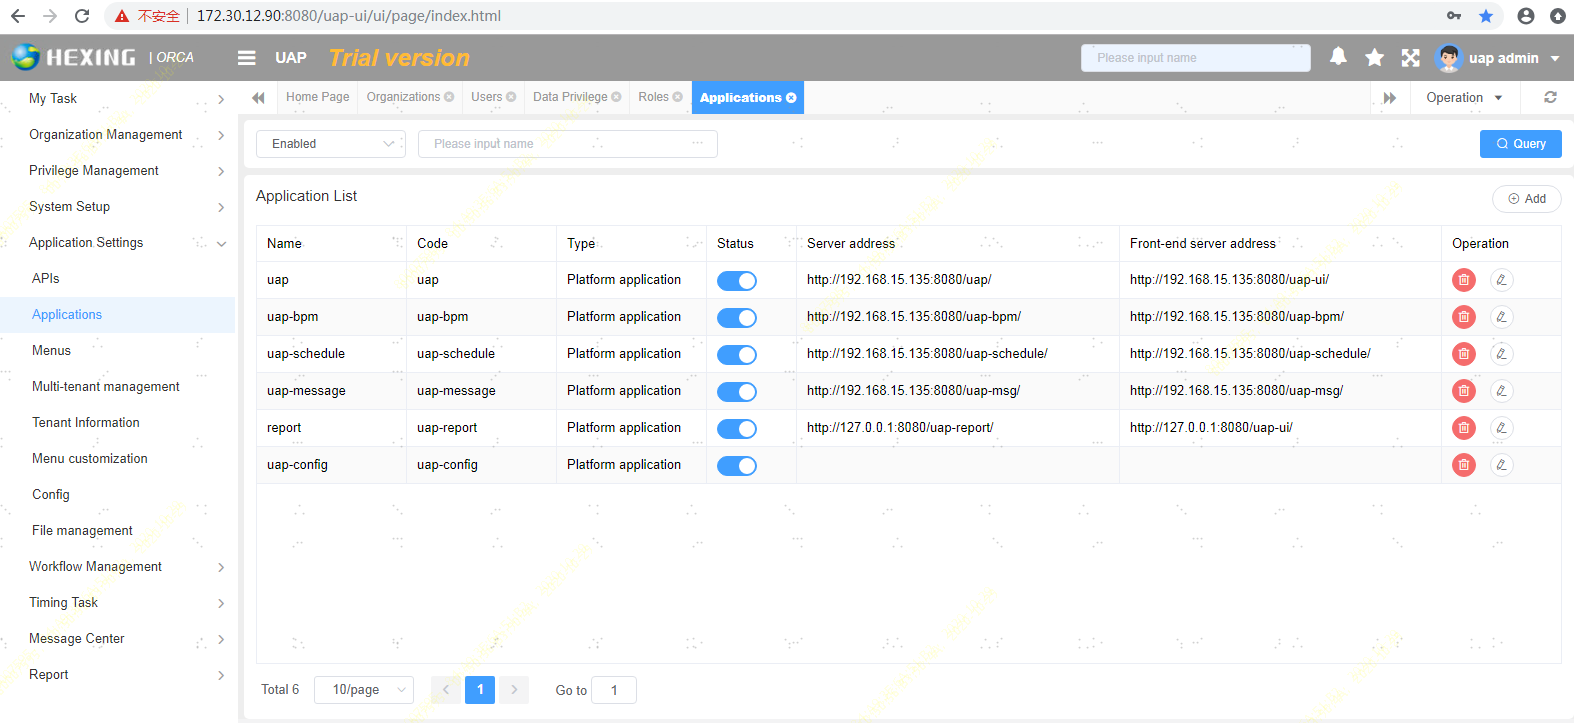 不安全 172.30.12.90:8080/uap-ui/ui/page/index.html
HEXING | ORCA UAP Trial version Please input name uap admin
My Task
Organization Management
Privilege Management
System Setup
Application Settings
APIs
Applications
Menus
Multi-tenant management
Tenant Information
Menu customization
Config
File management
Workflow Management
Timing Task
Message Center
Report
Home Page Organizations Users Data Privilege Roles Applications Operation
Enabled Please input name Query
Application List Add
Name Code Type Status Server address Front-end server address Operation
uap uap Platform application http://192.168.15.135:8080/uap/ http://192.168.15.135:8080/uap-ui/
uap-bpm uap-bpm Platform application http://192.168.15.135:8080/uap-bpm/ http://192.168.15.135:8080/uap-bpm/
uap-schedule uap-schedule Platform application http://192.168.15.135:8080/uap-schedule/ http://192.168.15.135:8080/uap-schedule/
uap-message uap-message Platform application http://192.168.15.135:8080/uap-msg/ http://192.168.15.135:8080/uap-msg/
report uap-report Platform application http://127.0.0.1:8080/uap-report/ http://127.0.0.1:8080/uap-ui/
uap-config uap-config Platform application
Total 6 10/page 1 Go to 1